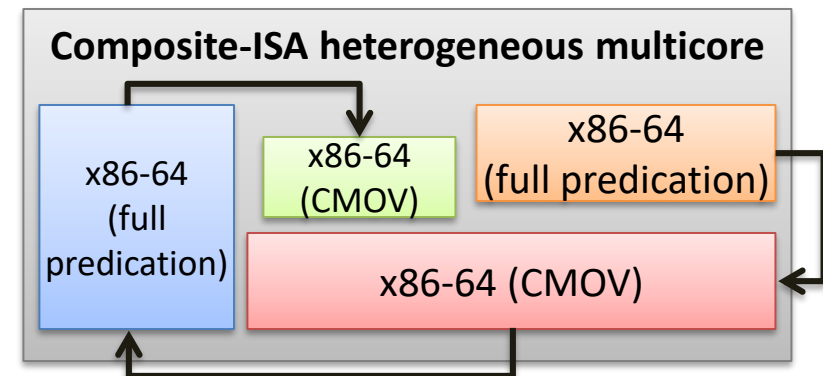 Composite-ISA heterogeneous multicore
x86-64
(full
predication)
x86-64
(CMOV)
x86-64
(full predication)
x86-64 (CMOV)